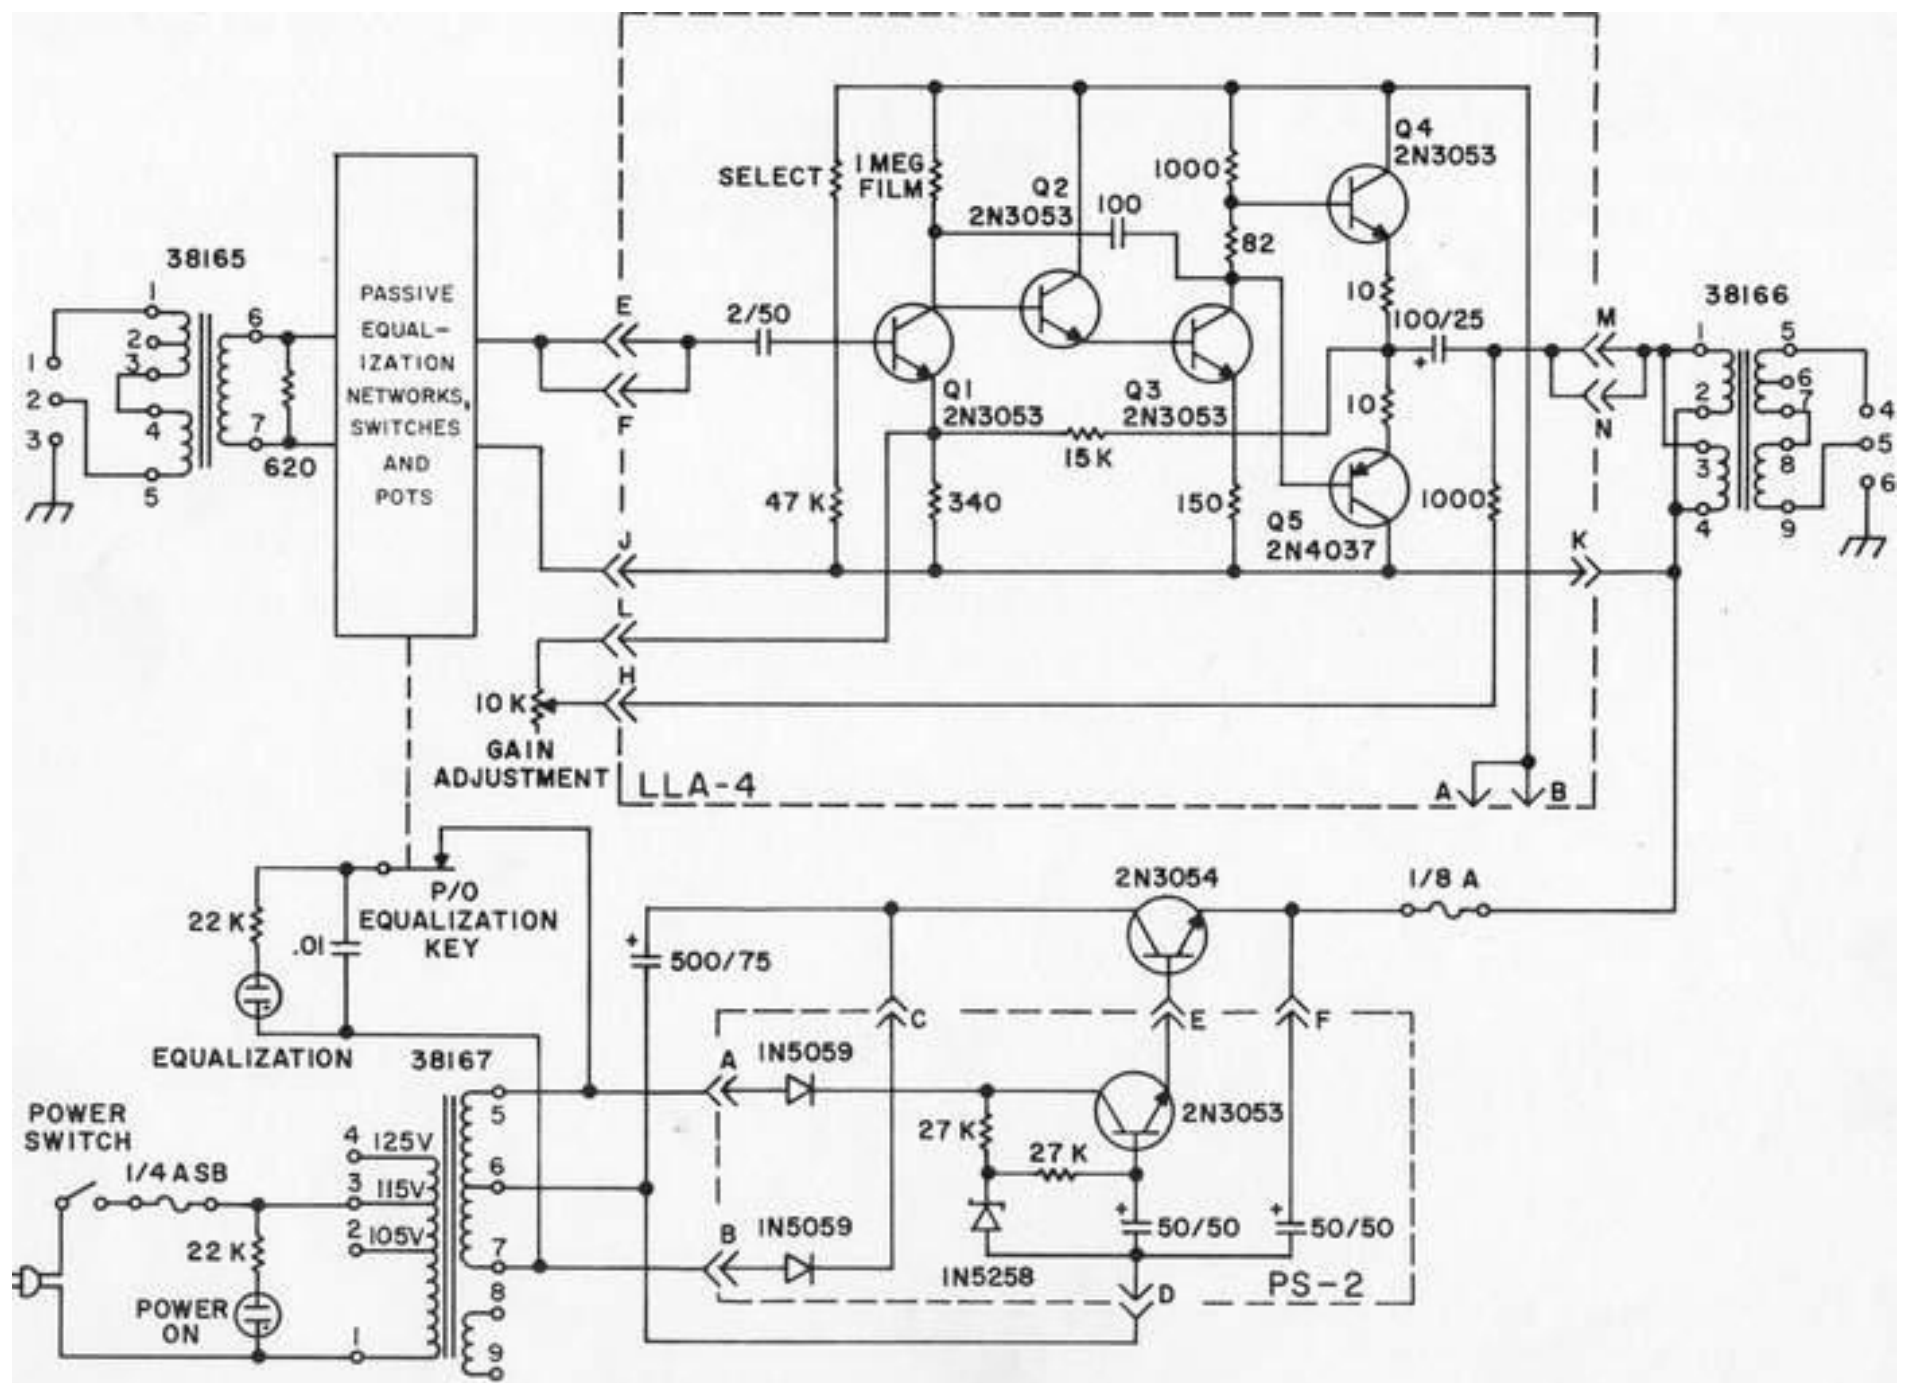 Q4
2N3053
SELECT
1 MEG
FILM
Q2
2N3053
100
1000
82
38165
1
2
3
4
5
6
7
620
1
2
3
PASSIVE
EQUAL-
IZATION
NETWORKS,
SWITCHES
AND
POTS
E
F
J
L
H
2/50
Q1
2N3053
Q3
2N3053
10
100/25
10
15K
47 K
340
150
Q5
2N4037
1000
M
N
K
38166
1
2
3
4
5
6
7
8
9
4
5
6
10 K
GAIN
ADJUSTMENT
LLA-4
A
B
P/O
EQUALIZATION
KEY
22 K
.01
EQUALIZATION
2N3054
1/8 A
+
500/75
C
E
F
38167
A
1N5059
5
2N3053
27 K
27 K
POWER
SWITCH
1/4 A SB
4 125V
3 115V
2 105V
6
7
8
9
1
22 K
POWER
ON
B
1N5059
+
50/50
+
50/50
1N5258
D
PS-2